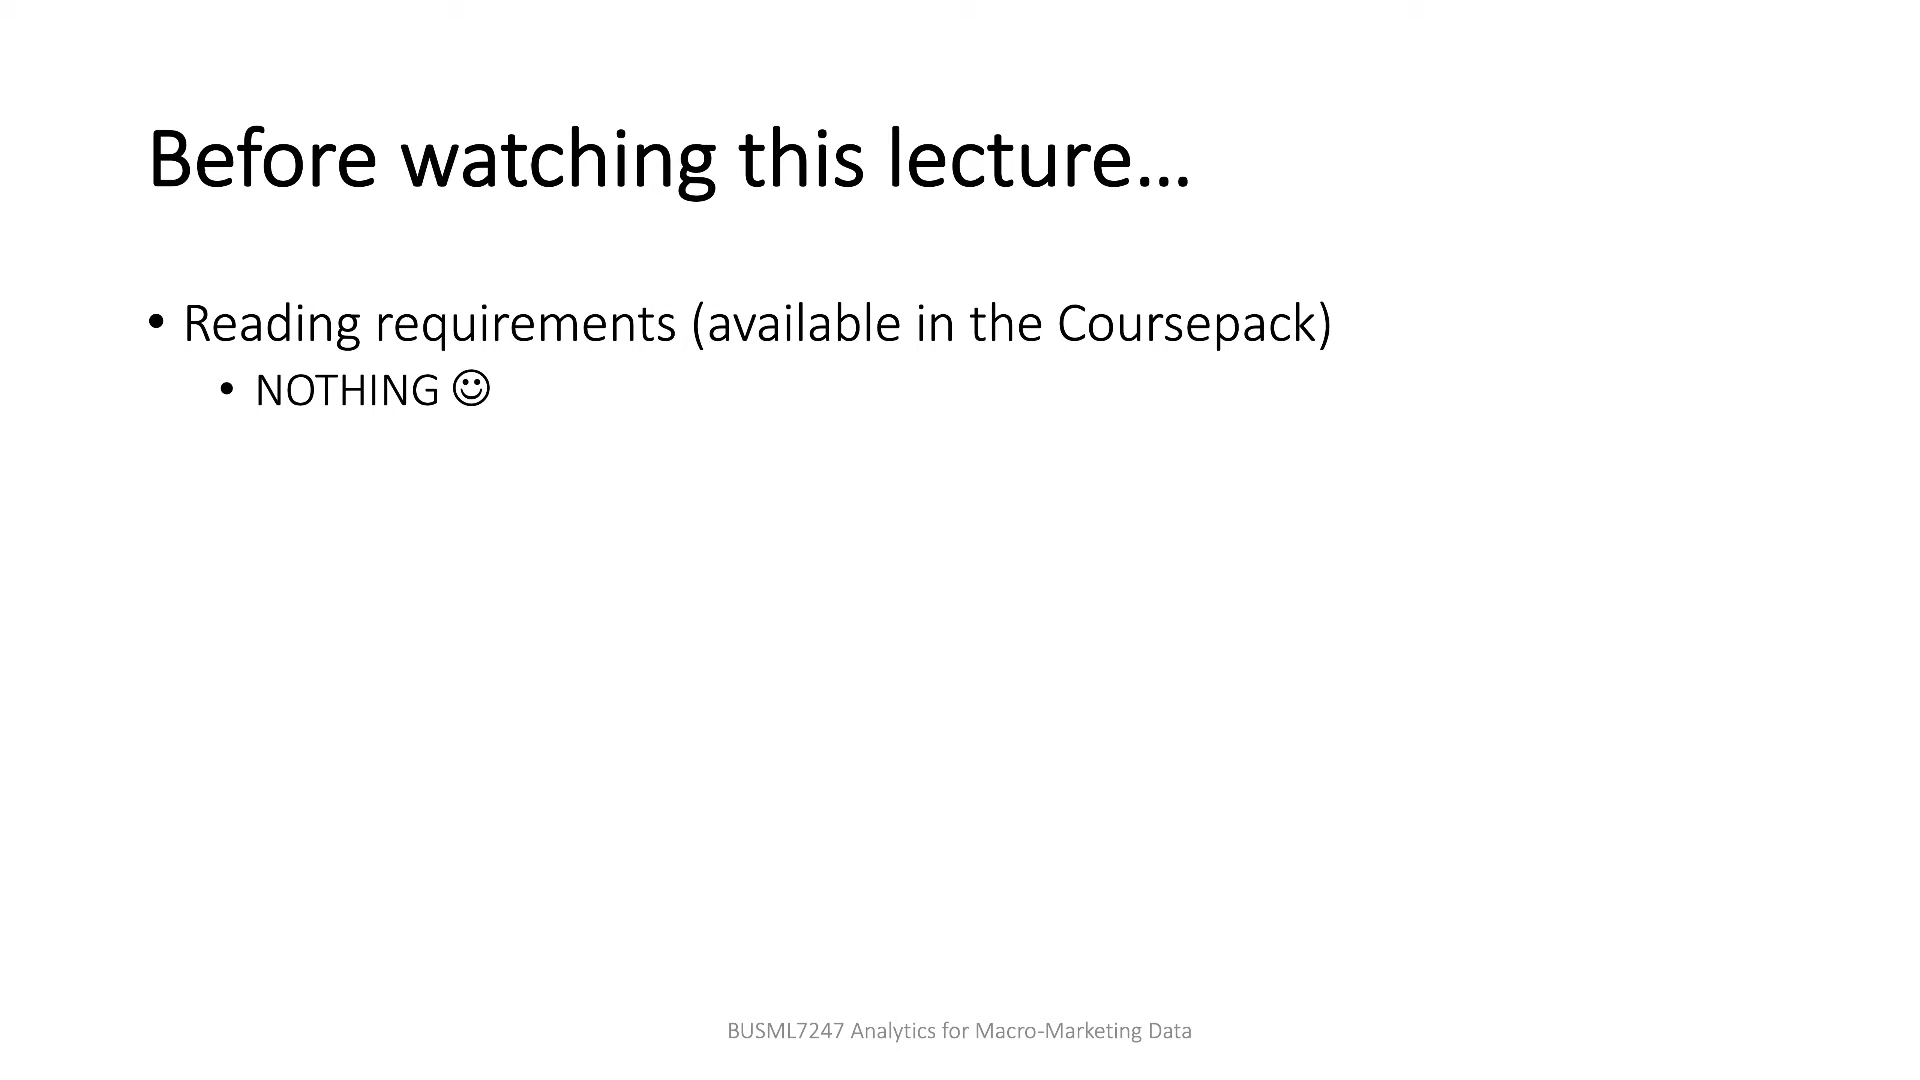 Before watching this lecture…
• Reading requirements (available in the Coursepack)
• NOTHING ☺
BUSML7247 Analytics for Macro-Marketing Data